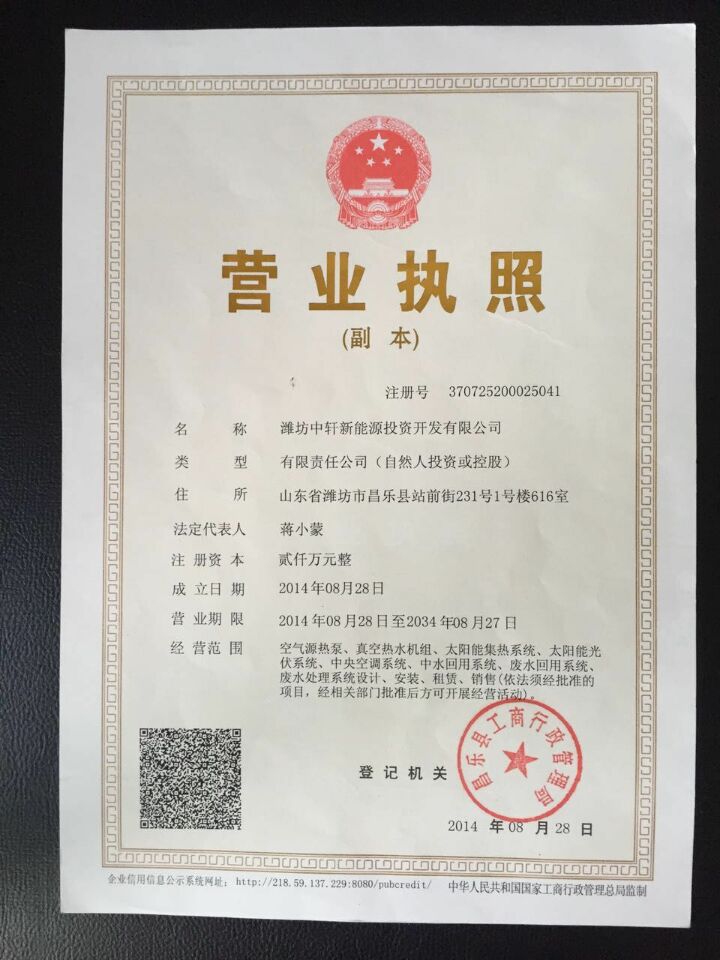 营业执照
(副 本)
注册号 370725200025041
名 称 潍坊中轩新能源投资开发有限公司
类 型 有限责任公司（自然人投资或控股）
住 所 山东省潍坊市昌乐县站前街231号1号楼616室
法定代表人 蒋小蒙
注册资本 贰仟万元整
成立日期 2014年08月28日
营业期限 2014年08月28日至2034年08月27日
经营范围 空气源热泵、真空热水机组、太阳能集热系统、太阳能光
伏系统、中央空调系统、中水回用系统、废水回用系统、
废水处理系统设计、安装、租赁、销售(依法须经批准的
项目，经相关部门批准后方可开展经营活动)。
昌乐县工商行政管理局
登记机关
2014 年 08 月 28 日
企业信用信息公示系统网址： http://218.59.137.229:8080/pubcredit/ 中华人民共和国国家工商行政管理总局监制